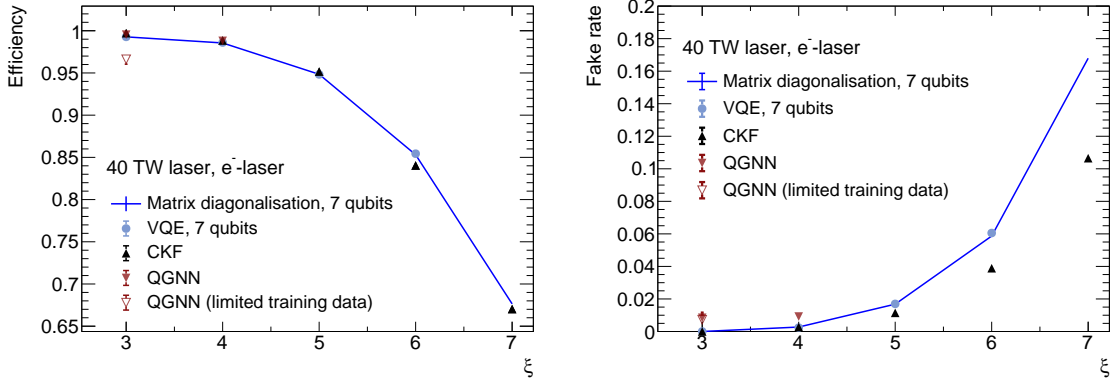 Efficiency
1
0.95
0.9
0.85
0.8
0.75
0.7
0.65
40 TW laser, e⁻-laser
Matrix diagonalisation, 7 qubits
VQE, 7 qubits
CKF
QGNN
QGNN (limited training data)
3 4 5 6 7
ξ
Fake rate
0.2
0.18
0.16
0.14
0.12
0.1
0.08
0.06
0.04
0.02
0
40 TW laser, e⁻-laser
Matrix diagonalisation, 7 qubits
VQE, 7 qubits
CKF
QGNN
QGNN (limited training data)
3 4 5 6 7
ξ